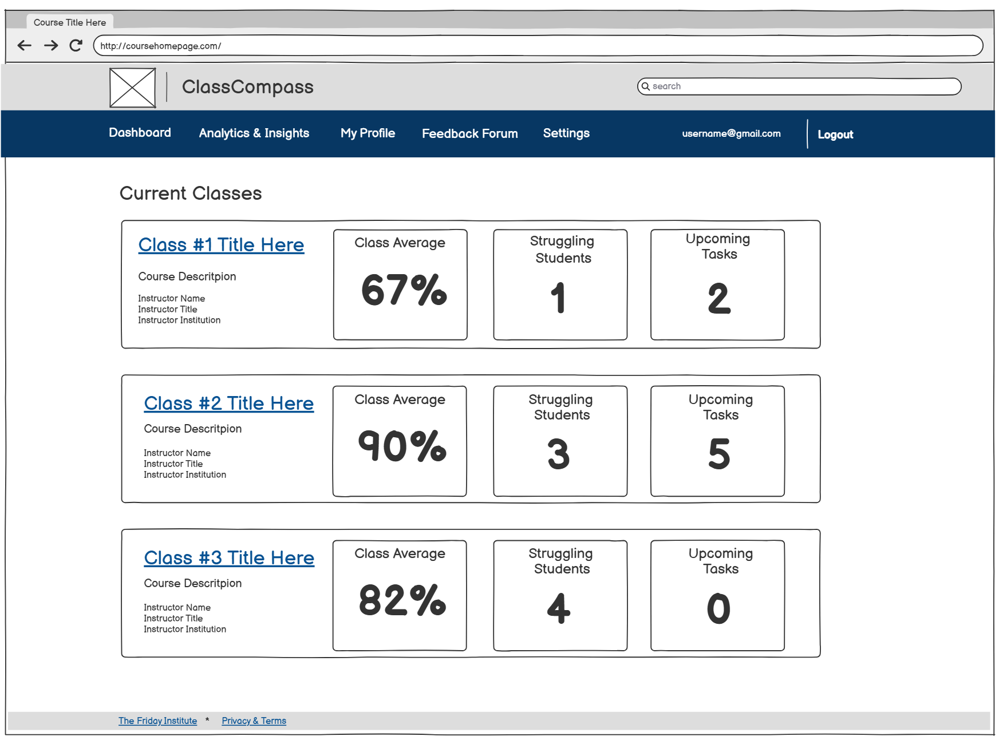 Course Title Here
http://coursehomepage.com/
ClassCompass
search
Dashboard Analytics & Insights My Profile Feedback Forum Settings username@gmail.com Logout
Current Classes
Class #1 Title Here
Course Descritpion
Instructor Name
Instructor Title
Instructor Institution
Class Average
67%
Struggling
Students
1
Upcoming
Tasks
2
Class #2 Title Here
Course Descritpion
Instructor Name
Instructor Title
Instructor Institution
Class Average
90%
Struggling
Students
3
Upcoming
Tasks
5
Class #3 Title Here
Course Descritpion
Instructor Name
Instructor Title
Instructor Institution
Class Average
82%
Struggling
Students
4
Upcoming
Tasks
0
The Friday Institute * Privacy & Terms